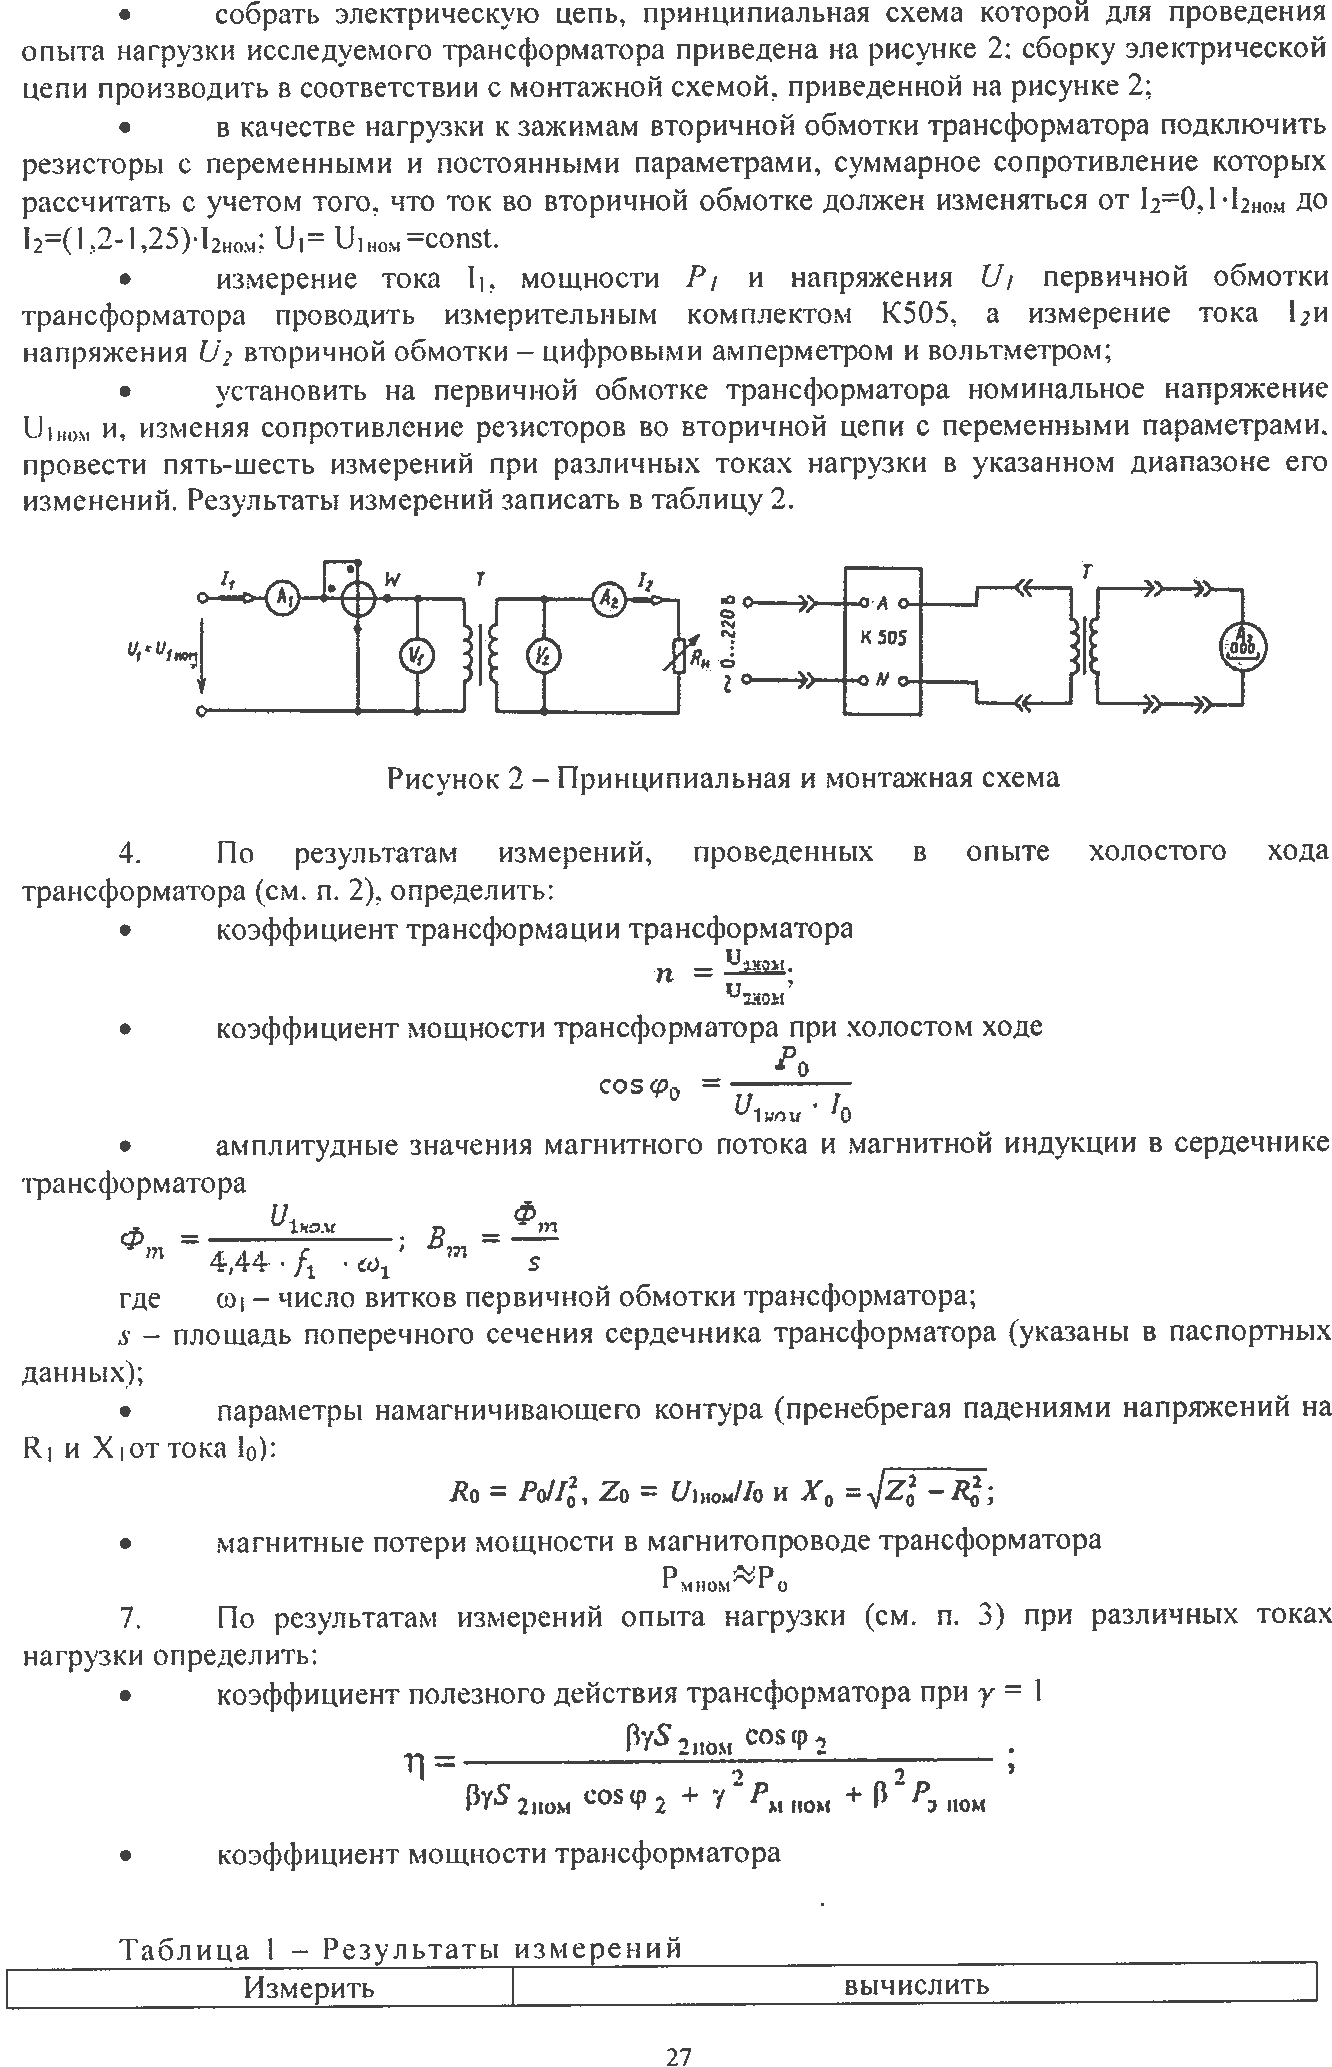 • собрать электрическую цепь, принципиальная схема которой для проведения
опыта нагрузки исследуемого трансформатора приведена на рисунке 2: сборку электрической
цепи производить в соответствии с монтажной схемой, приведенной на рисунке 2;
• в качестве нагрузки к зажимам вторичной обмотки трансформатора подключить
резисторы с переменными и постоянными параметрами, суммарное сопротивление которых
рассчитать с учетом того, что ток во вторичной обмотке должен изменяться от I₂=0,1·I₂ном до
I₂=(1,2-1,25)·I₂ном; U₁= U₁ном=const.
• измерение тока I₁, мощности P₁ и напряжения U₁ первичной обмотки
трансформатора проводить измерительным комплектом К505, а измерение тока I₂и
напряжения U₂ вторичной обмотки – цифровыми амперметром и вольтметром;
• установить на первичной обмотке трансформатора номинальное напряжение
U₁ном и, изменяя сопротивление резисторов во вторичной цепи с переменными параметрами,
провести пять-шесть измерений при различных токах нагрузки в указанном диапазоне его
изменений. Результаты измерений записать в таблицу 2.
I₁ A₁ W T A₂ I₂
U₁=U₁ном V₁ V₂ Rн
~ 0...220 В A К 505 N T A₂ 000
Рисунок 2 – Принципиальная и монтажная схема
4. По результатам измерений, проведенных в опыте холостого хода
трансформатора (см. п. 2), определить:
• коэффициент трансформации трансформатора
n = U₁ном/U₂ном;
• коэффициент мощности трансформатора при холостом ходе
cos φ₀ = P₀/(U₁ном · I₀)
• амплитудные значения магнитного потока и магнитной индукции в сердечнике
трансформатора
Фm = U₁ном/(4,44 · f₁ · ω₁); Bm = Фm/s
где ω₁ – число витков первичной обмотки трансформатора;
s – площадь поперечного сечения сердечника трансформатора (указаны в паспортных
данных);
• параметры намагничивающего контура (пренебрегая падениями напряжений на
R₁ и X₁от тока I₀):
R₀ = P₀/I₀², Z₀ = U₁ном/I₀ и X₀ = √(Z₀² – R₀²);
• магнитные потери мощности в магнитопроводе трансформатора
Pм ном≈P₀
7. По результатам измерений опыта нагрузки (см. п. 3) при различных токах
нагрузки определить:
• коэффициент полезного действия трансформатора при γ = 1
η = βγS₂ном cos φ₂/(βγS₂ном cos φ₂ + γ²Pм ном + β²Pэ ном);
• коэффициент мощности трансформатора
Таблица 1 – Результаты измерений
Измерить вычислить
27